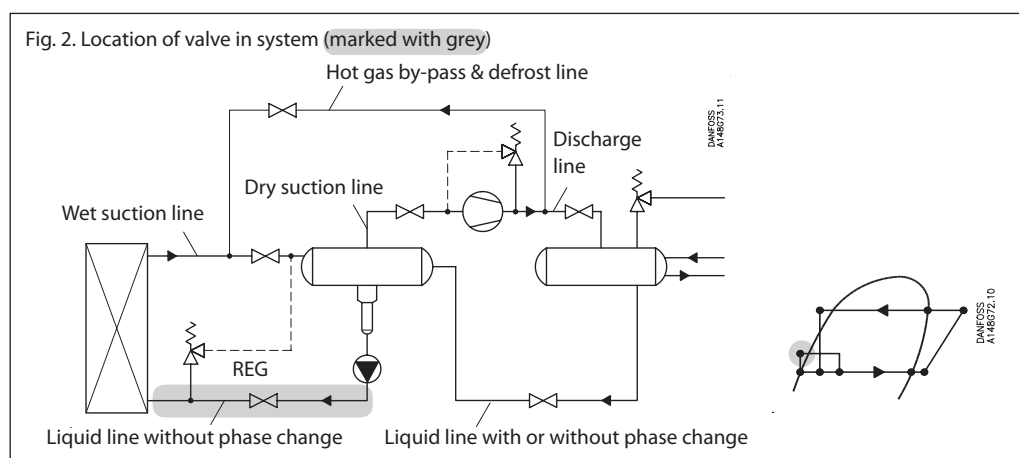 Fig. 2. Location of valve in system (marked with grey)
Hot gas by-pass & defrost line
DANFOSS
A148G73.11
Discharge
line
Dry suction line
Wet suction line
REG
Liquid line without phase change
Liquid line with or without phase change
DANFOSS
A148G72.10